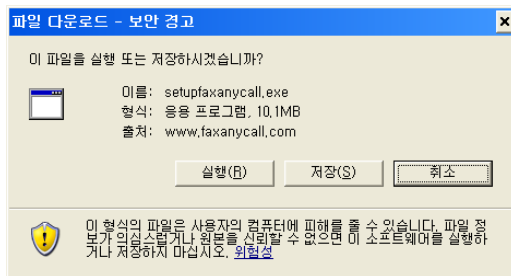 파일 다운로드 - 보안 경고
이 파일을 실행 또는 저장하시겠습니까?
이름: setupfaxanycall.exe
형식: 응용 프로그램, 10.1MB
출처: www.faxanycall.com
실행(R) 저장(S) 취소
이 형식의 파일은 사용자의 컴퓨터에 피해를 줄 수 있습니다. 파일 정
보가 의심스럽거나 원본을 신뢰할 수 없으면 이 소프트웨어를 실행하
거나 저장하지 마십시오. 위험성